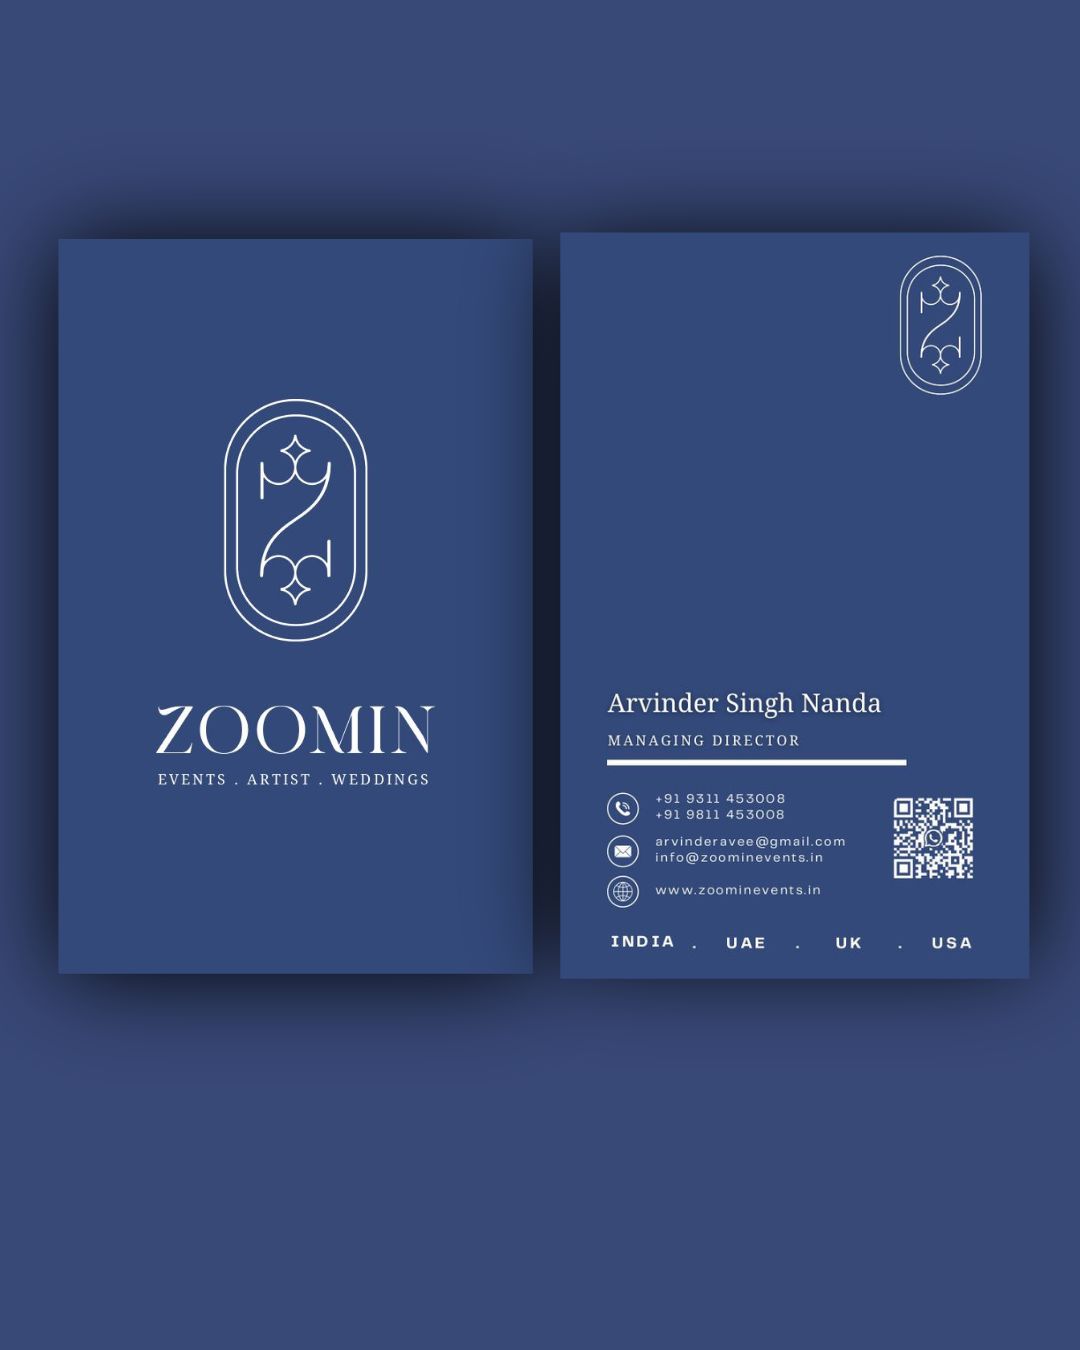 ZOOMIN
EVENTS . ARTIST . WEDDINGS
Arvinder Singh Nanda
MANAGING DIRECTOR
+91 9311 453008
+91 9811 453008
arvinderavee@gmail.com
info@zoominevents.in
www.zoominevents.in
INDIA . UAE . UK . USA